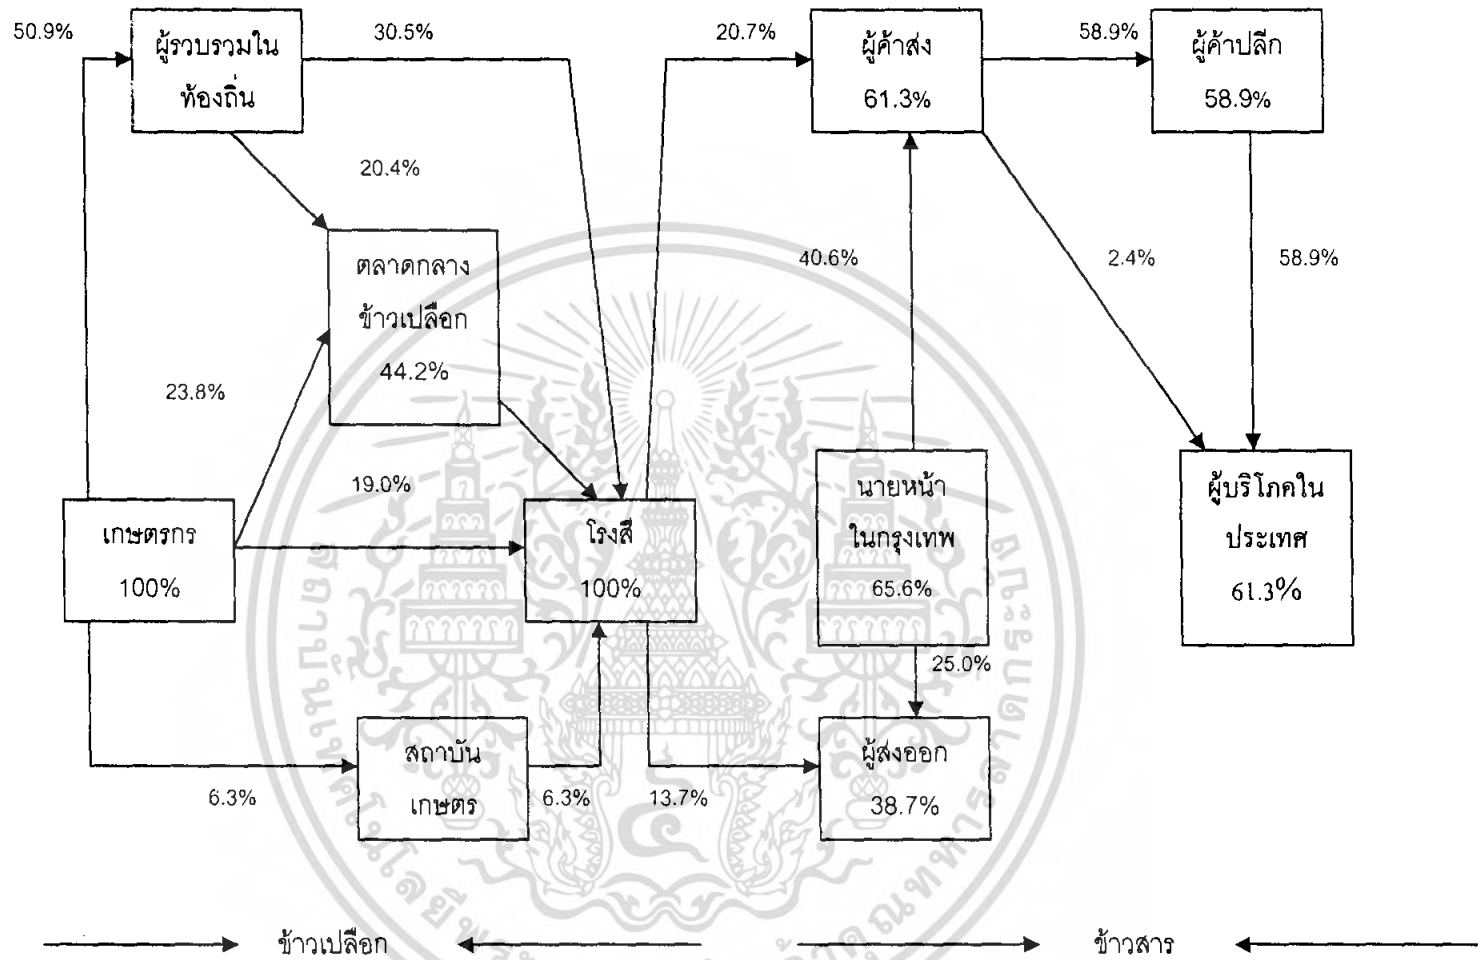 50.9%
ผู้รวบรวมใน
ท้องถิ่น
30.5%
20.7%
ผู้ค้าส่ง
61.3%
58.9%
ผู้ค้าปลีก
58.9%
20.4%
ตลาดกลาง
ข้าวเปลือก
44.2%
40.6%
2.4%
58.9%
23.8%
19.0%
เกษตรกร
100%
โรงสี
100%
นายหน้า
ในกรุงเทพ
65.6%
ผู้บริโภคใน
ประเทศ
61.3%
25.0%
6.3%
สถาบัน
เกษตร
6.3%
13.7%
ผู้ส่งออก
38.7%
ข้าวเปลือก
ข้าวสาร